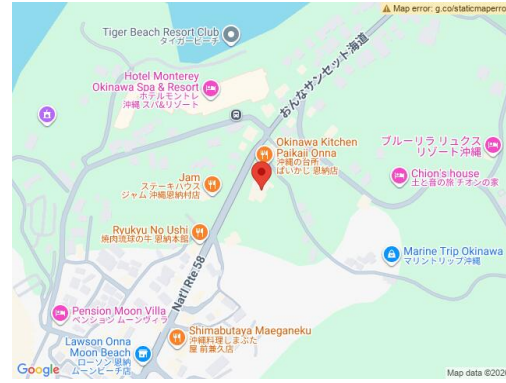 Map error: g.co/staticmaperro
Tiger Beach Resort Club
タイガービーチ
おんなサンセット海道
Hotel Monterey
Okinawa Spa & Resort
ホテルモントレ
沖縄 スパ&リゾート
Okinawa Kitchen
Paikaji Onna
沖縄の台所
ぱいかじ 恩納店
ブルーリラ リュクス
リゾート沖縄
Jam
ステーキハウス
ジャム 沖縄恩納村店
Chion's house
土と音の旅 チオンの家
Ryukyu No Ushi
焼肉琉球の牛 恩納本館
Nat'l Rte 58
Marine Trip Okinawa
マリントリップ沖縄
Pension Moon Villa
ペンション ムーンヴィラ
Shimabutaya Maeganeku
沖縄料理しまぶた
屋 前兼久店
Lawson Onna
Moon Beach
ローソン 恩納
ムーンビーチ店
Google
Map data ©2026